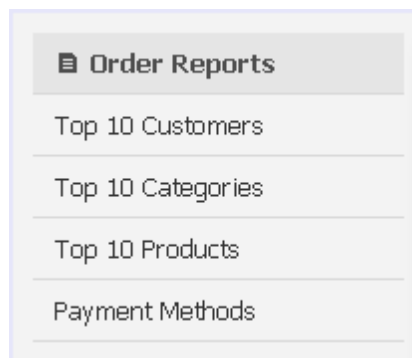 Order Reports
Top 10 Customers
Top 10 Categories
Top 10 Products
Payment Methods